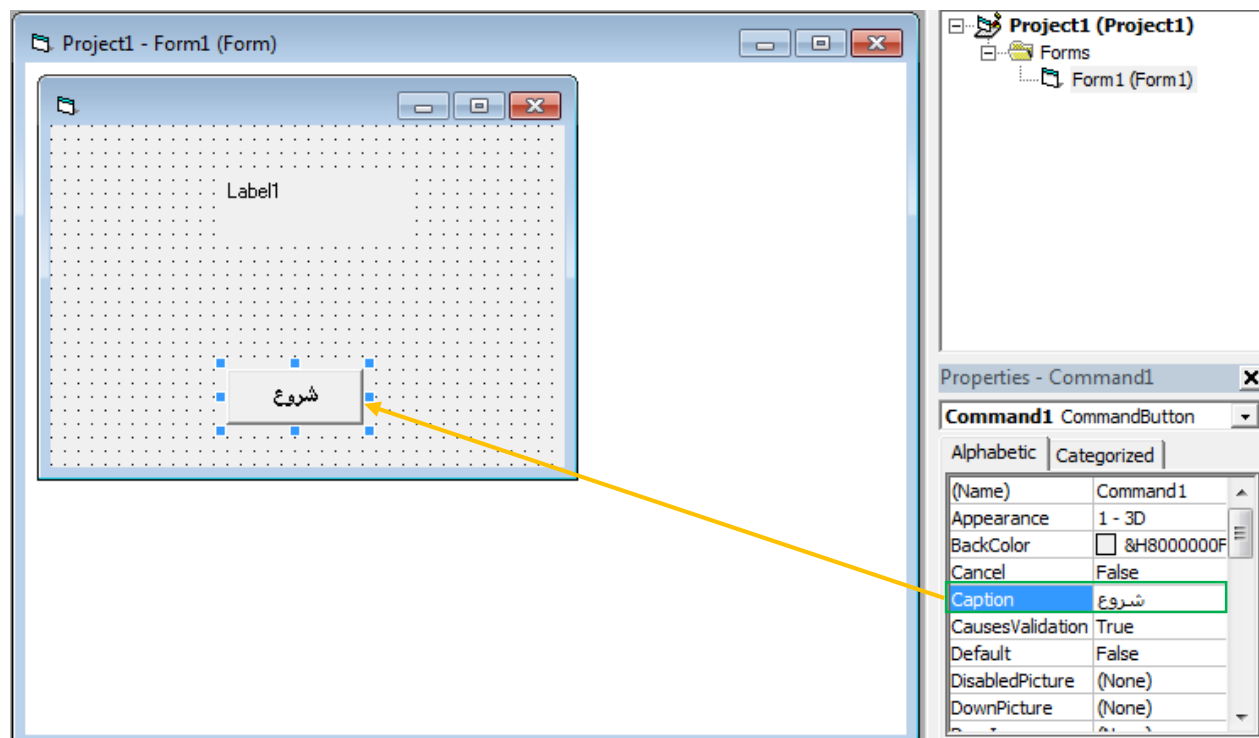 Project1 - Form1 (Form)
Label1
شروع
Project1 (Project1)
Forms
Form1 (Form1)
Properties - Command1
Command1 CommandButton
Alphabetic Categorized
(Name) Command1
Appearance 1 - 3D
BackColor &H8000000F
Cancel False
Caption شروع
CausesValidation True
Default False
DisabledPicture (None)
DownPicture (None)